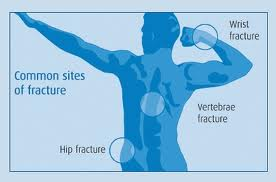 Wrist
fracture
Common sites
of fracture
Vertebrae
fracture
Hip fracture